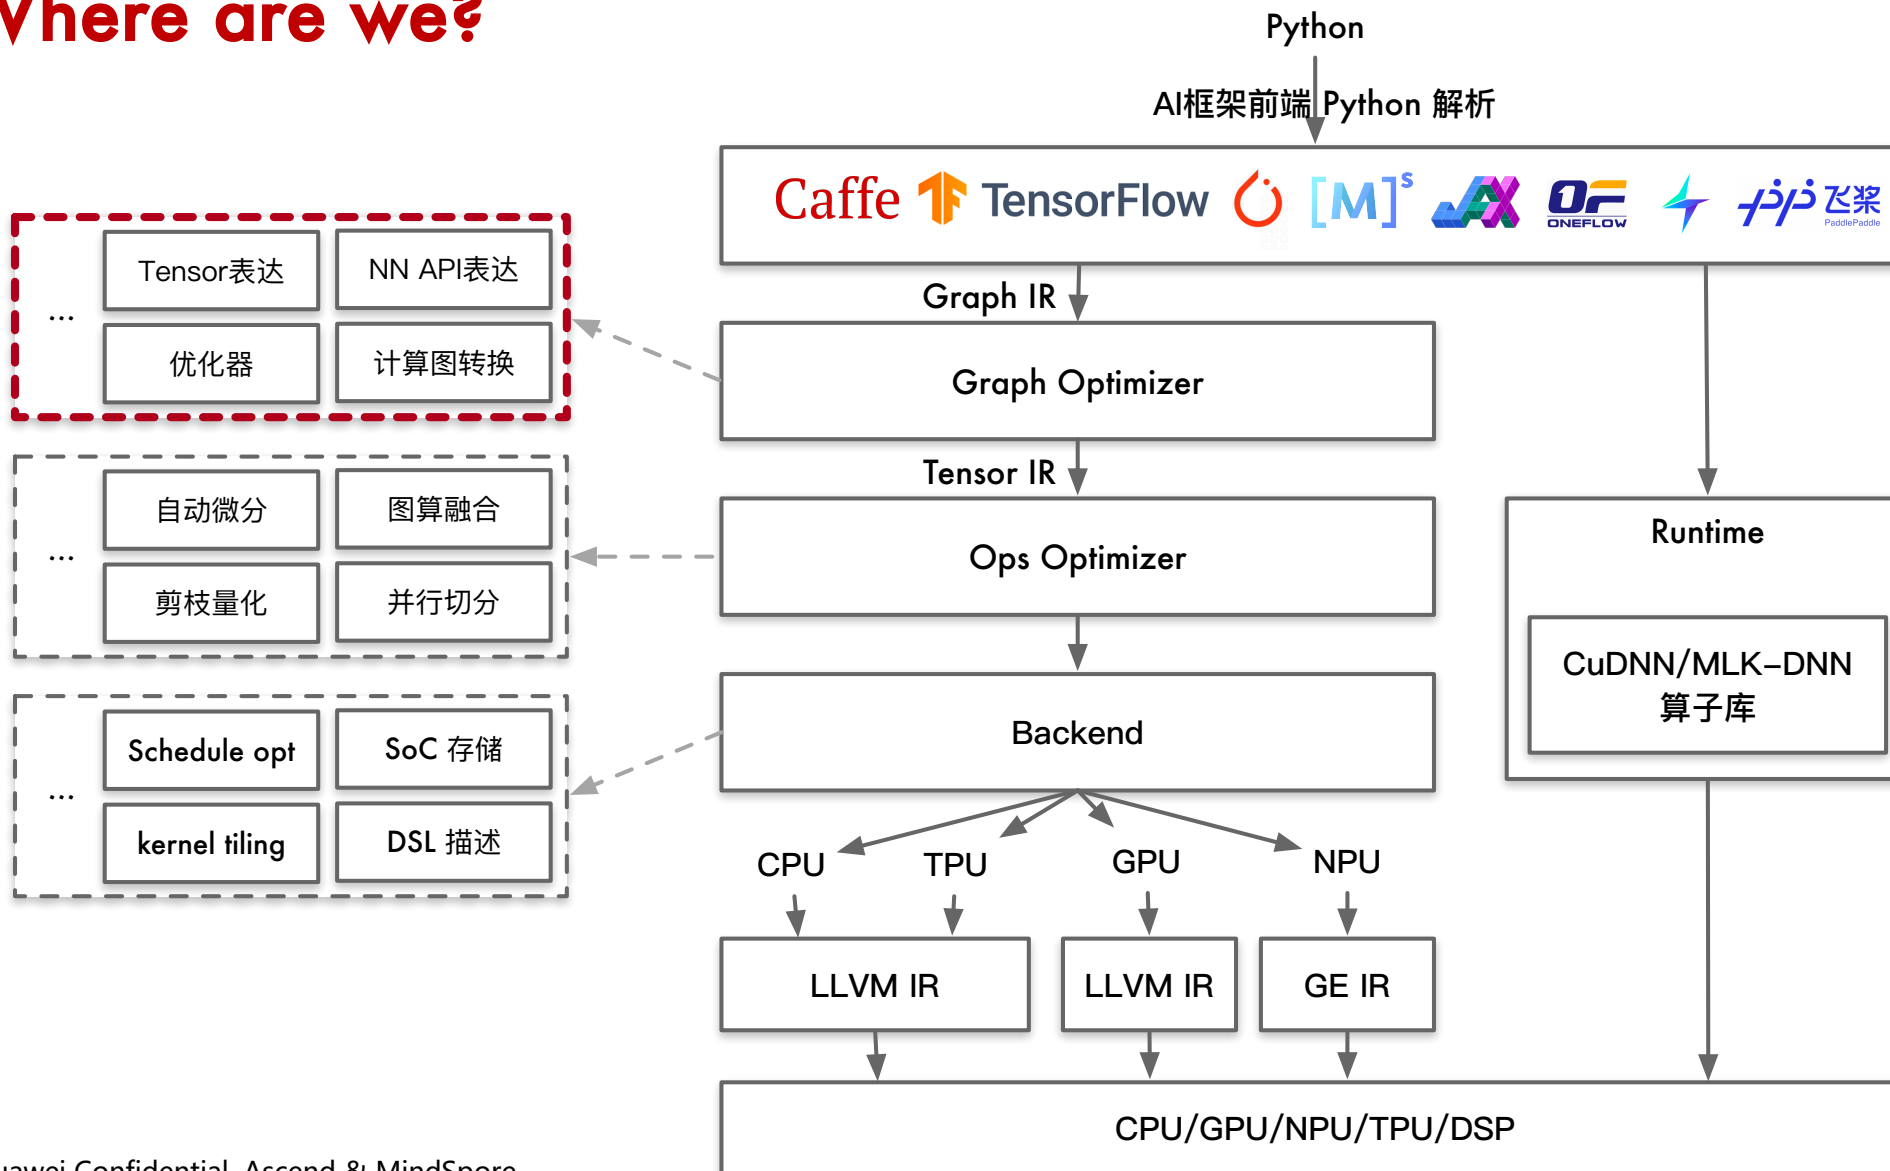 Where are we?
Python
AI框架前端 Python 解析
Caffe TensorFlow [M]s ONEFLOW 飞桨
PaddlePaddle
... Tensor表达 NN API表达
优化器 计算图转换
Graph IR
Graph Optimizer
Tensor IR
... 自动微分 图算融合
剪枝量化 并行切分
Ops Optimizer
Runtime
CuDNN/MLK-DNN
算子库
... Schedule opt SoC 存储
kernel tiling DSL 描述
Backend
CPU TPU GPU NPU
LLVM IR LLVM IR GE IR
CPU/GPU/NPU/TPU/DSP
Huawei Confidential. Ascend & MindSpore